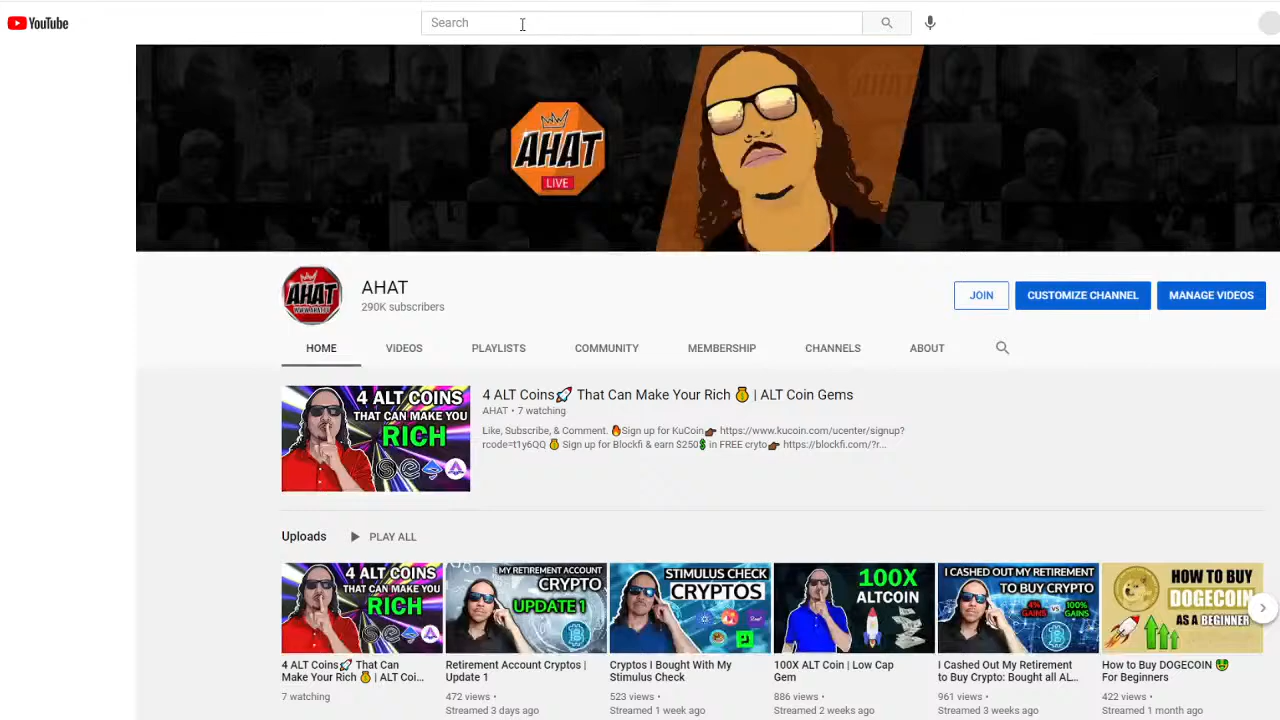 YouTube
Search
AHAT
LIVE
AHAT
AHAT
290K subscribers
JOIN
CUSTOMIZE CHANNEL
MANAGE VIDEOS
HOME
VIDEOS
PLAYLISTS
COMMUNITY
MEMBERSHIP
CHANNELS
ABOUT
4 ALT COINS
THAT CAN MAKE YOU
RICH
4 ALT Coins🚀 That Can Make Your Rich 💰 | ALT Coin Gems
AHAT • 7 watching
Like, Subscribe, & Comment. 🔥Sign up for KuCoin👉🏿 https://www.kucoin.com/ucenter/signup?
rcode=t1y6QQ 💰 Sign up for Blockfi & earn $250💲 in FREE cryto👉🏿 https://blockfi.com/?r...
Uploads
PLAY ALL
4 ALT COINS
THAT CAN MAKE YOU
RICH
MY RETIREMENT ACCOUNT
CRYPTO
UPDATE 1
STIMULUS CHECK
CRYPTOS
100X
ALTCOIN
I CASHED OUT MY RETIREMENT
TO BUY CRYPTO
4%
GAINS
VS
100%
GAINS
HOW TO BUY
DOGECOIN
AS A BEGINNER
4 ALT Coins🚀 That Can
Make Your Rich 💰 | ALT Coi...
7 watching
Retirement Account Cryptos |
Update 1
472 views •
Streamed 3 days ago
Cryptos I Bought With My
Stimulus Check
523 views •
Streamed 1 week ago
100X ALT Coin | Low Cap
Gem
886 views •
Streamed 2 weeks ago
I Cashed Out My Retirement
to Buy Crypto: Bought all AL...
961 views •
Streamed 3 weeks ago
How to Buy DOGECOIN 🤑
For Beginners
422 views •
Streamed 1 month ago